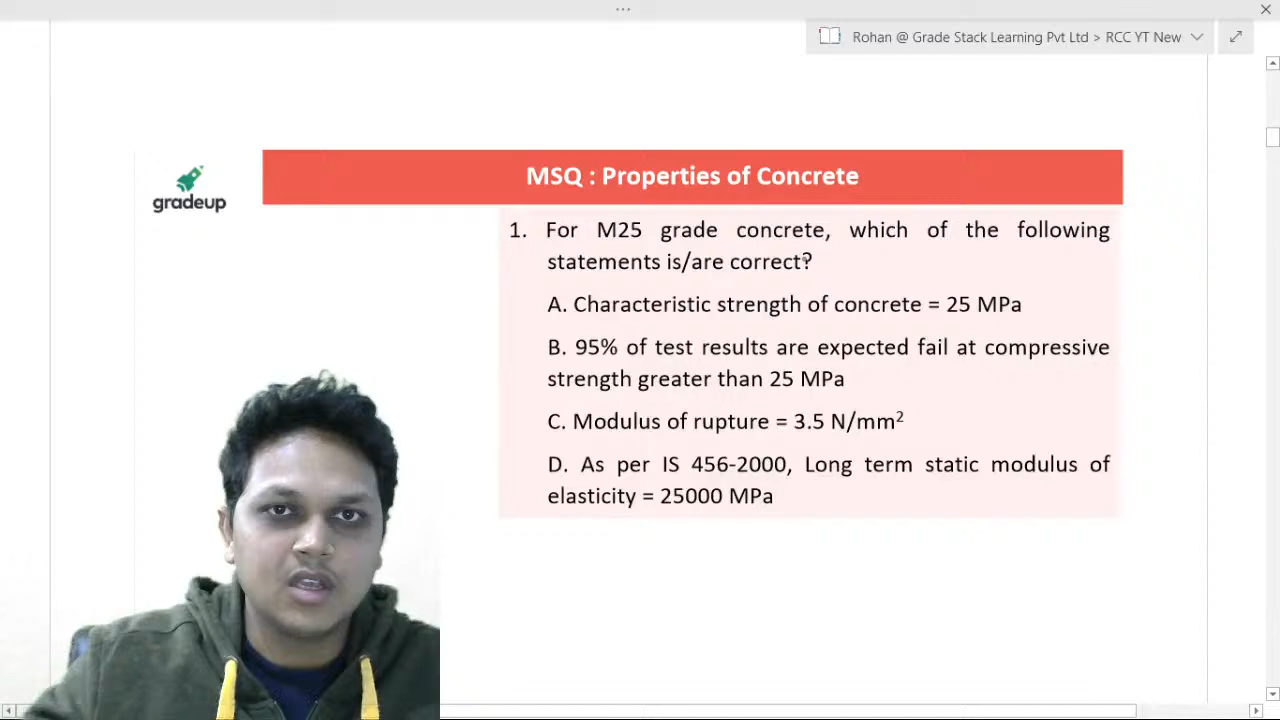 ...
Rohan @ Grade Stack Learning Pvt Ltd > RCC YT New
gradeup
MSQ : Properties of Concrete
1. For M25 grade concrete, which of the following
statements is/are correct?
A. Characteristic strength of concrete = 25 MPa
B. 95% of test results are expected fail at compressive
strength greater than 25 MPa
C. Modulus of rupture = 3.5 N/mm²
D. As per IS 456-2000, Long term static modulus of
elasticity = 25000 MPa